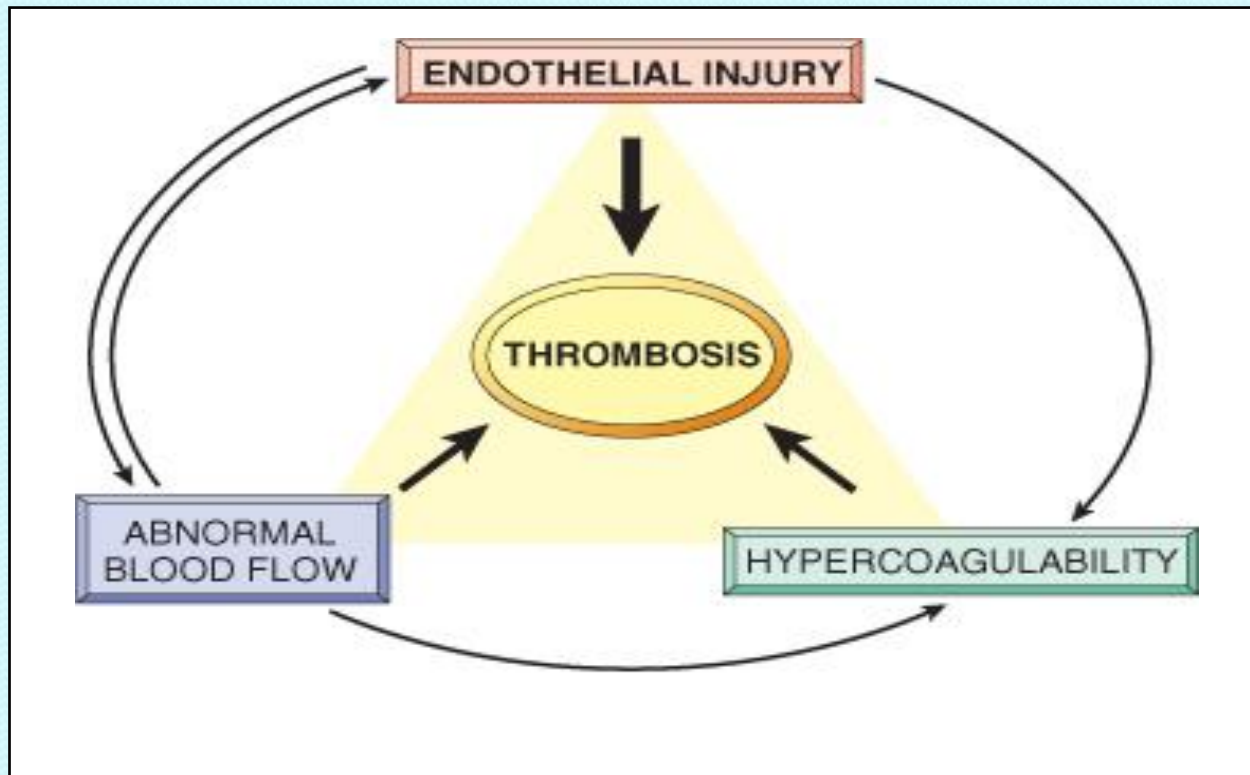 ENDOTHELIAL INJURY
THROMBOSIS
ABNORMAL
BLOOD FLOW
HYPERCOAGULABILITY